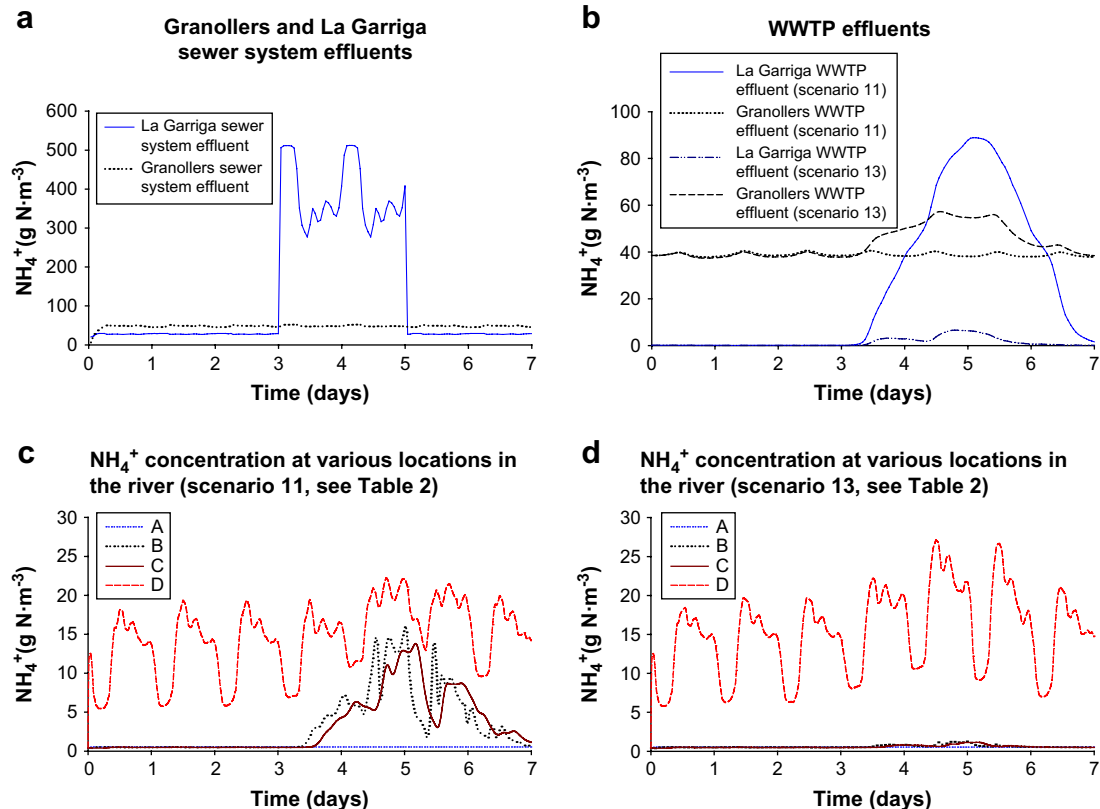 a
Granollers and La Garriga
sewer system effluents
NH₄⁺(g N·m⁻³)
600
500
400
300
200
100
0
La Garriga sewer
system effluent
Granollers sewer
system effluent
0 1 2 3 4 5 6 7
Time (days)
b
WWTP effluents
NH₄⁺(g N·m⁻³)
100
80
60
40
20
0
La Garriga WWTP
effluent (scenario 11)
Granollers WWTP
effluent (scenario 11)
La Garriga WWTP
effluent (scenario 13)
Granollers WWTP
effluent (scenario 13)
0 1 2 3 4 5 6 7
Time (days)
c
NH₄⁺ concentration at various locations in
the river (scenario 11, see Table 2)
NH₄⁺(g N·m⁻³)
30
25
20
15
10
5
0
A
B
C
D
0 1 2 3 4 5 6 7
Time (days)
d
NH₄⁺ concentration at various locations in
the river (scenario 13, see Table 2)
NH₄⁺(g N·m⁻³)
30
25
20
15
10
5
0
A
B
C
D
0 1 2 3 4 5 6 7
Time (days)